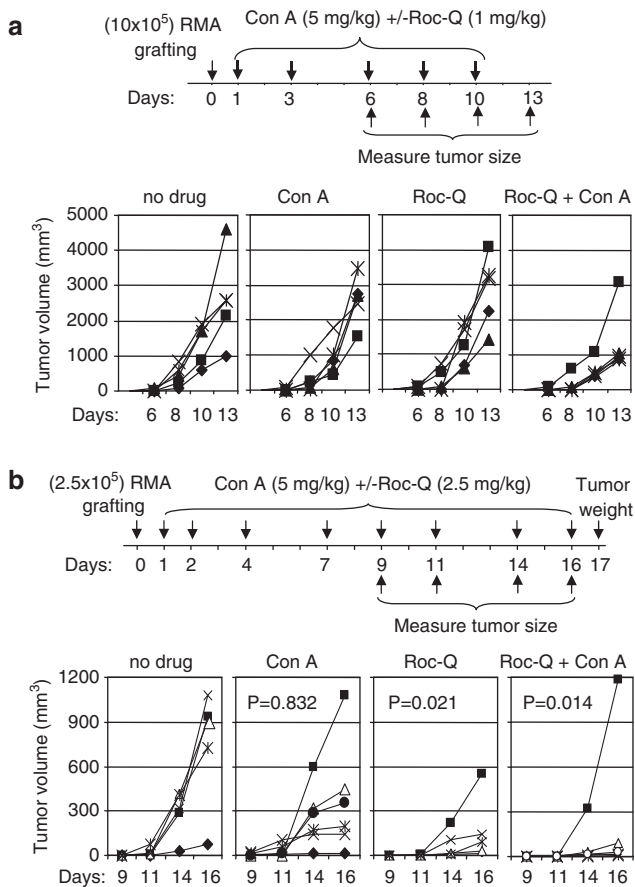 a
(10x10⁵) RMA grafting
Con A (5 mg/kg) +/-Roc-Q (1 mg/kg)
Days: 0 1 3 6 8 10 13
Measure tumor size
no drug Con A Roc-Q Roc-Q + Con A
Tumor volume (mm³)
5000
4000
3000
2000
1000
0
Days: 6 8 10 13 6 8 10 13 6 8 10 13 6 8 10 13
b
(2.5x10⁵) RMA grafting
Con A (5 mg/kg) +/-Roc-Q (2.5 mg/kg)
Tumor weight
Days: 0 1 2 4 7 9 11 14 16 17
Measure tumor size
no drug Con A Roc-Q Roc-Q + Con A
P=0.832 P=0.021 P=0.014
Tumor volume (mm³)
1200
900
600
300
0
Days: 9 11 14 16 9 11 14 16 9 11 14 16 9 11 14 16